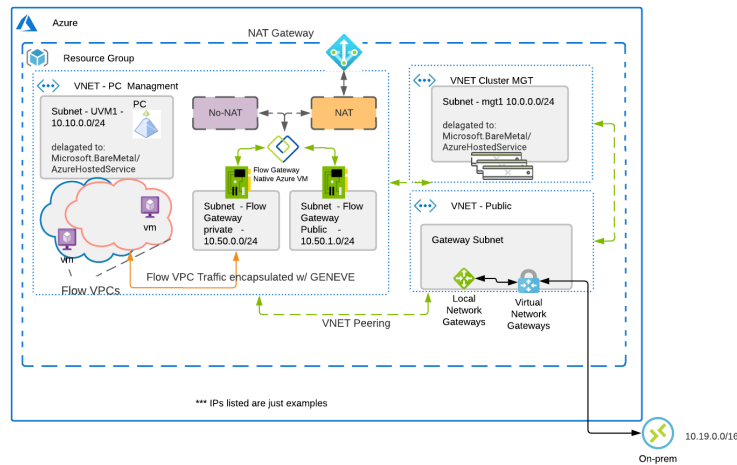 Azure
NAT Gateway
Resource Group
VNET - PC Managment
VNET Cluster MGT
Subnet - UVM1 -
10.10.0.0/24
PC
delagated to:
Microsoft.BareMetal/
AzureHostedService
No-NAT
NAT
Subnet - mgt1 10.0.0.0/24
delagated to:
Microsoft.BareMetal/
AzureHostedService
Flow Gateway
Native Azure VM
Subnet - Flow
Gateway
private -
10.50.0.0/24
Subnet - Flow
Gateway
Public -
10.50.1.0/24
VNET - Public
Gateway Subnet
vm
vm
Flow VPCs
Flow VPC Traffic encapsulated w/ GENEVE
Local
Network
Gateways
Virtual
Network
Gateways
VNET Peering
*** IPs listed are just examples
10.19.0.0/16
On-prem